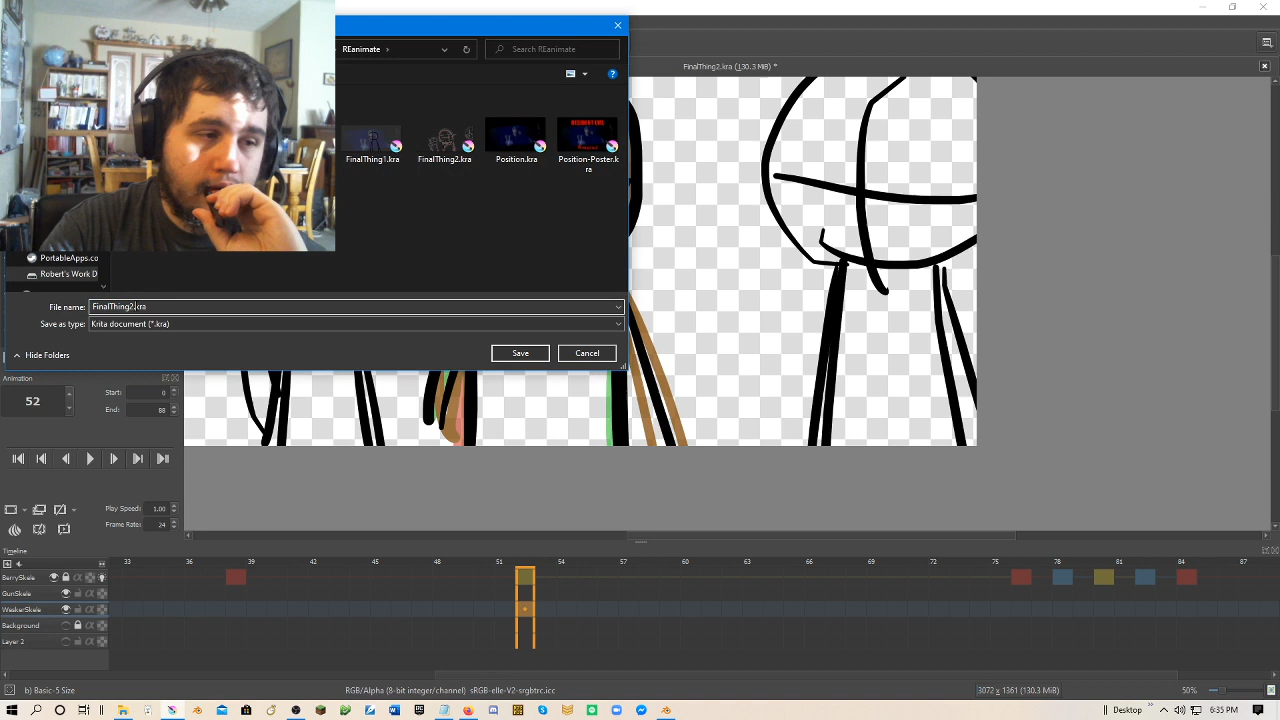 REanimate
Search REanimate
FinalThing2.kra (130.3 MiB) *
RESIDENT EVIL
FinalThing1.kra
FinalThing2.kra
Position.kra
Position-Poster.k
ra
PortableApps.co
Robert's Work D
File name:
FinalThing2.kra
Save as type:
Krita document (*.kra)
Hide Folders
Save
Cancel
Animation
52
Start:
0
End:
88
Play Speed:
1.00
Frame Rate:
24
Timeline
33 36 39 42 45 48 51 54 57 60 63 66 69 72 75 78 81 84 87
BerrySkele
GunSkele
WeakerSkele
Background
Layer 2
b) Basic-5 Size
RGB/Alpha (8-bit integer/channel) sRGB-elle-V2-srgbtrc.icc
3072 x 1361 (130.3 MiB)
50%
Desktop
6:35 PM